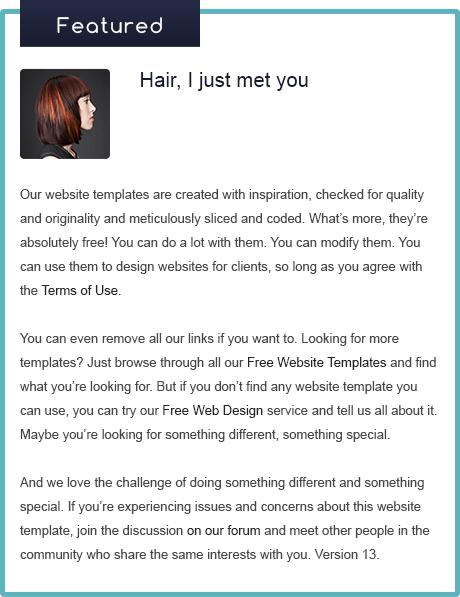 Featured
Hair, I just met you
Our website templates are created with inspiration, checked for quality
and originality and meticulously sliced and coded. What's more, they're
absolutely free! You can do a lot with them. You can modify them. You
can use them to design websites for clients, so long as you agree with
the Terms of Use.
You can even remove all our links if you want to. Looking for more
templates? Just browse through all our Free Website Templates and find
what you're looking for. But if you don't find any website template you
can use, you can try our Free Web Design service and tell us all about it.
Maybe you're looking for something different, something special.
And we love the challenge of doing something different and something
special. If you're experiencing issues and concerns about this website
template, join the discussion on our forum and meet other people in the
community who share the same interests with you. Version 13.